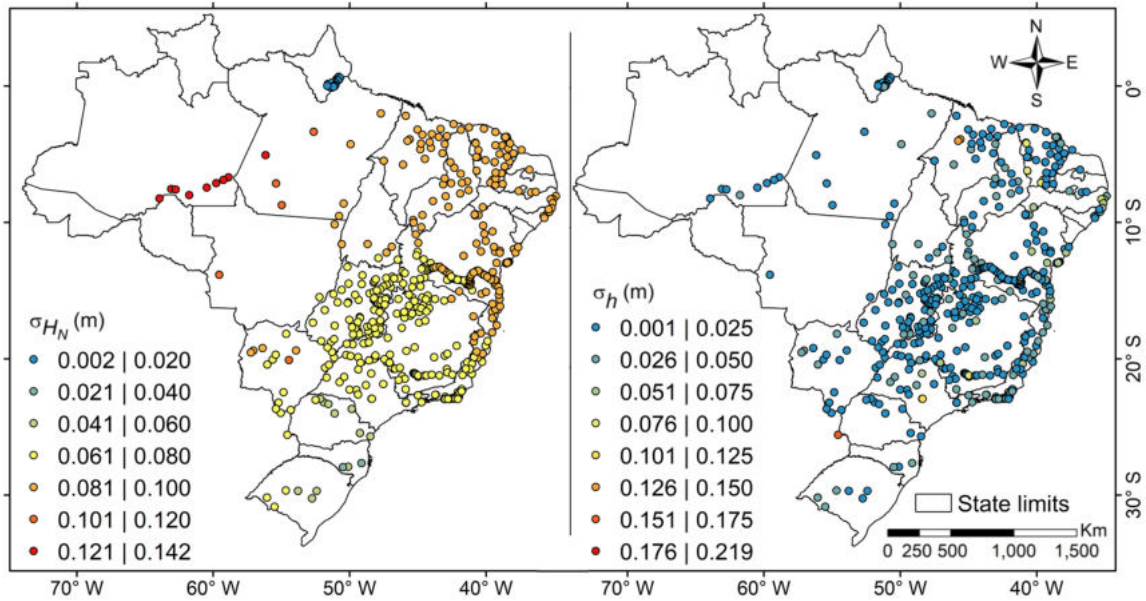 N
W E
S
0°
10° S
20° S
30° S
σH_N (m)
0.002 | 0.020
0.021 | 0.040
0.041 | 0.060
0.061 | 0.080
0.081 | 0.100
0.101 | 0.120
0.121 | 0.142
σh (m)
0.001 | 0.025
0.026 | 0.050
0.051 | 0.075
0.076 | 0.100
0.101 | 0.125
0.126 | 0.150
0.151 | 0.175
0.176 | 0.219
State limits
Km
0 250 500 1,000 1,500
70° W 60° W 50° W 40° W 70° W 60° W 50° W 40° W